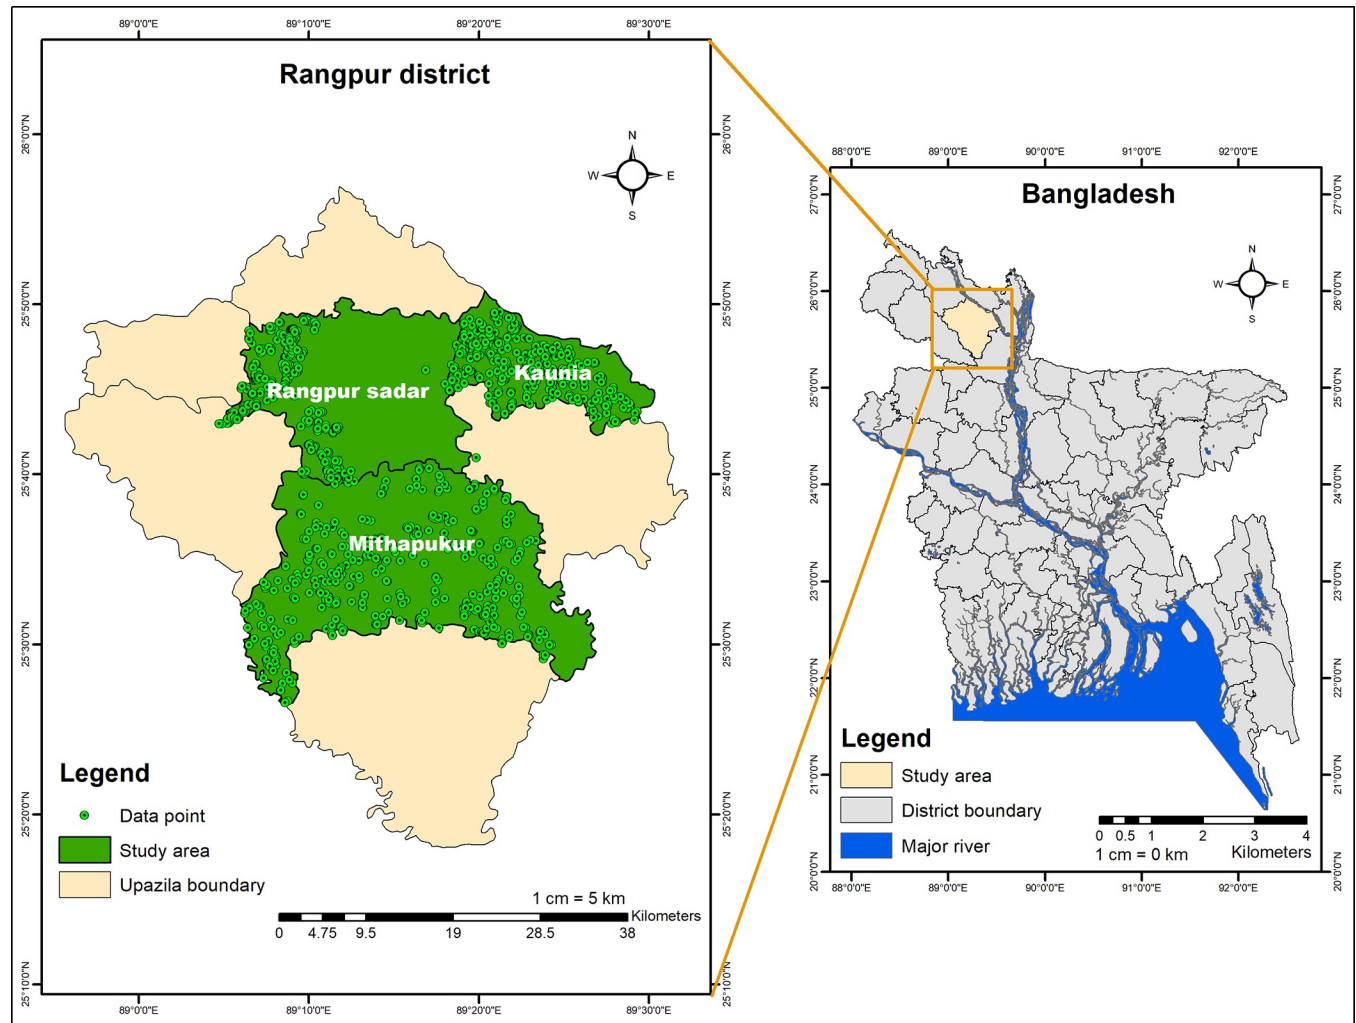 89°0'0"E 89°10'0"E 89°20'0"E 89°30'0"E
Rangpur district
N
W E
S
26°0'0"N 26°0'0"N
25°50'0"N 25°50'0"N
25°40'0"N 25°40'0"N
25°30'0"N 25°30'0"N
25°20'0"N 25°20'0"N
25°10'0"N 25°10'0"N
Rangpur sadar
Kaunia
Mithapukur
Legend
Data point
Study area
Upazila boundary
1 cm = 5 km
Kilometers
0 4.75 9.5 19 28.5 38
89°0'0"E 89°10'0"E 89°20'0"E 89°30'0"E
88°0'0"E 89°0'0"E 90°0'0"E 91°0'0"E 92°0'0"E
Bangladesh
N
W E
S
27°0'0"N 27°0'0"N
26°0'0"N 26°0'0"N
25°0'0"N 25°0'0"N
24°0'0"N 24°0'0"N
23°0'0"N 23°0'0"N
22°0'0"N 22°0'0"N
21°0'0"N 21°0'0"N
20°0'0"N 20°0'0"N
Legend
Study area
District boundary
Major river
0 0.5 1 2 3 4
1 cm = 0 km Kilometers
88°0'0"E 89°0'0"E 90°0'0"E 91°0'0"E 92°0'0"E